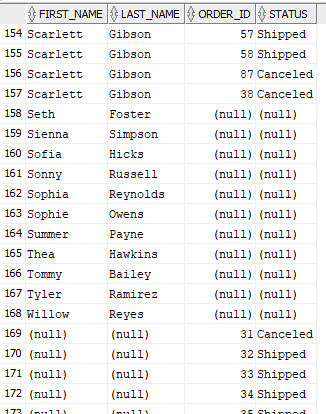 FIRST_NAME LAST_NAME ORDER_ID STATUS
154 Scarlett Gibson 57 Shipped
155 Scarlett Gibson 58 Shipped
156 Scarlett Gibson 87 Canceled
157 Scarlett Gibson 38 Canceled
158 Seth Foster (null) (null)
159 Sienna Simpson (null) (null)
160 Sofia Hicks (null) (null)
161 Sonny Russell (null) (null)
162 Sophia Reynolds (null) (null)
163 Sophie Owens (null) (null)
164 Summer Payne (null) (null)
165 Thea Hawkins (null) (null)
166 Tommy Bailey (null) (null)
167 Tyler Ramirez (null) (null)
168 Willow Reyes (null) (null)
169 (null) (null) 31 Canceled
170 (null) (null) 32 Shipped
171 (null) (null) 33 Shipped
172 (null) (null) 34 Shipped
173 (null) (null) 35 Shipped